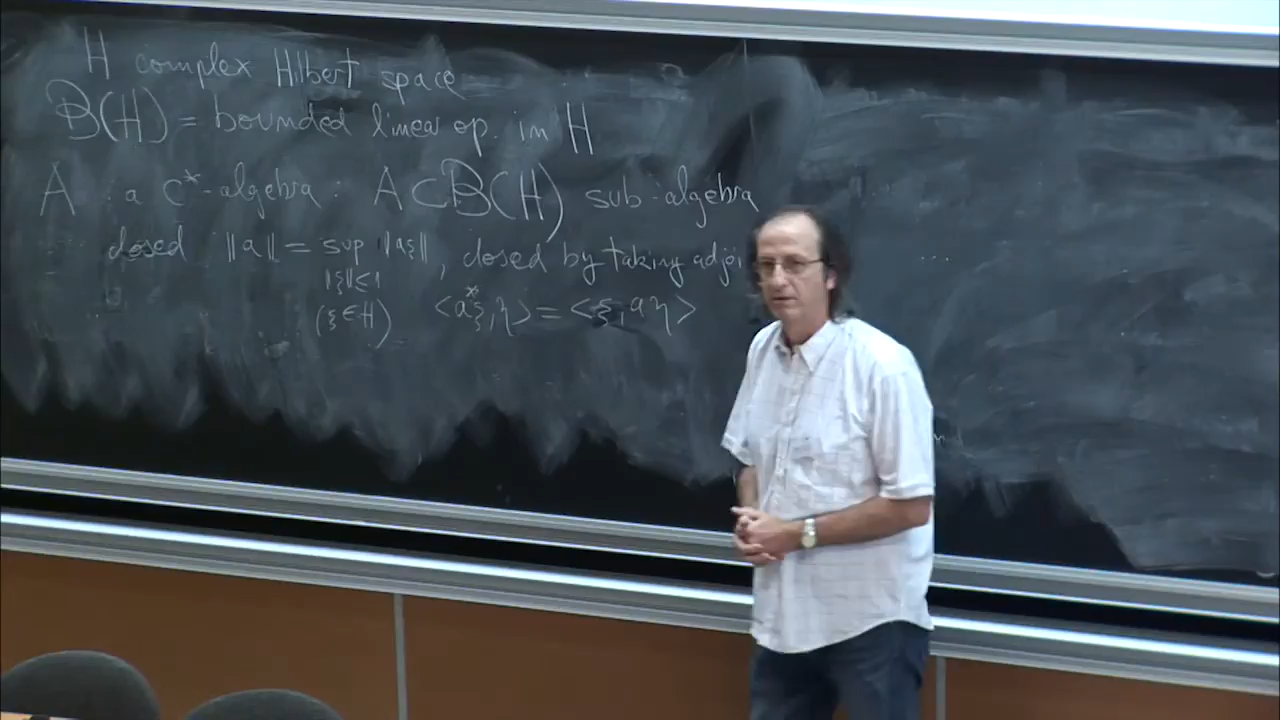 H complex Hilbert space
B(H) = bounded linear op. in H
A : a C*-algebra : A ⊂ B(H) sub-algebra
closed ‖a‖ = sup ‖aξ‖, closed by taking adjoi
‖ξ‖≤1
(ξ∈H) <a*ξ,η> = <ξ,aη>